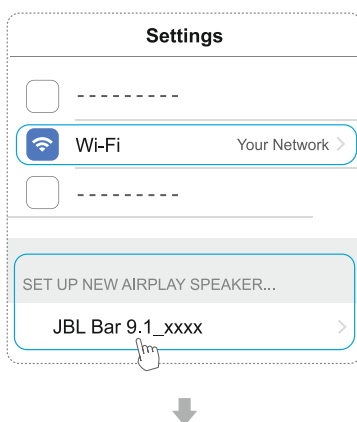 Settings
- - - - - - - - -
Wi-Fi Your Network >
- - - - - - - - -
SET UP NEW AIRPLAY SPEAKER...
JBL Bar 9.1_xxxx >